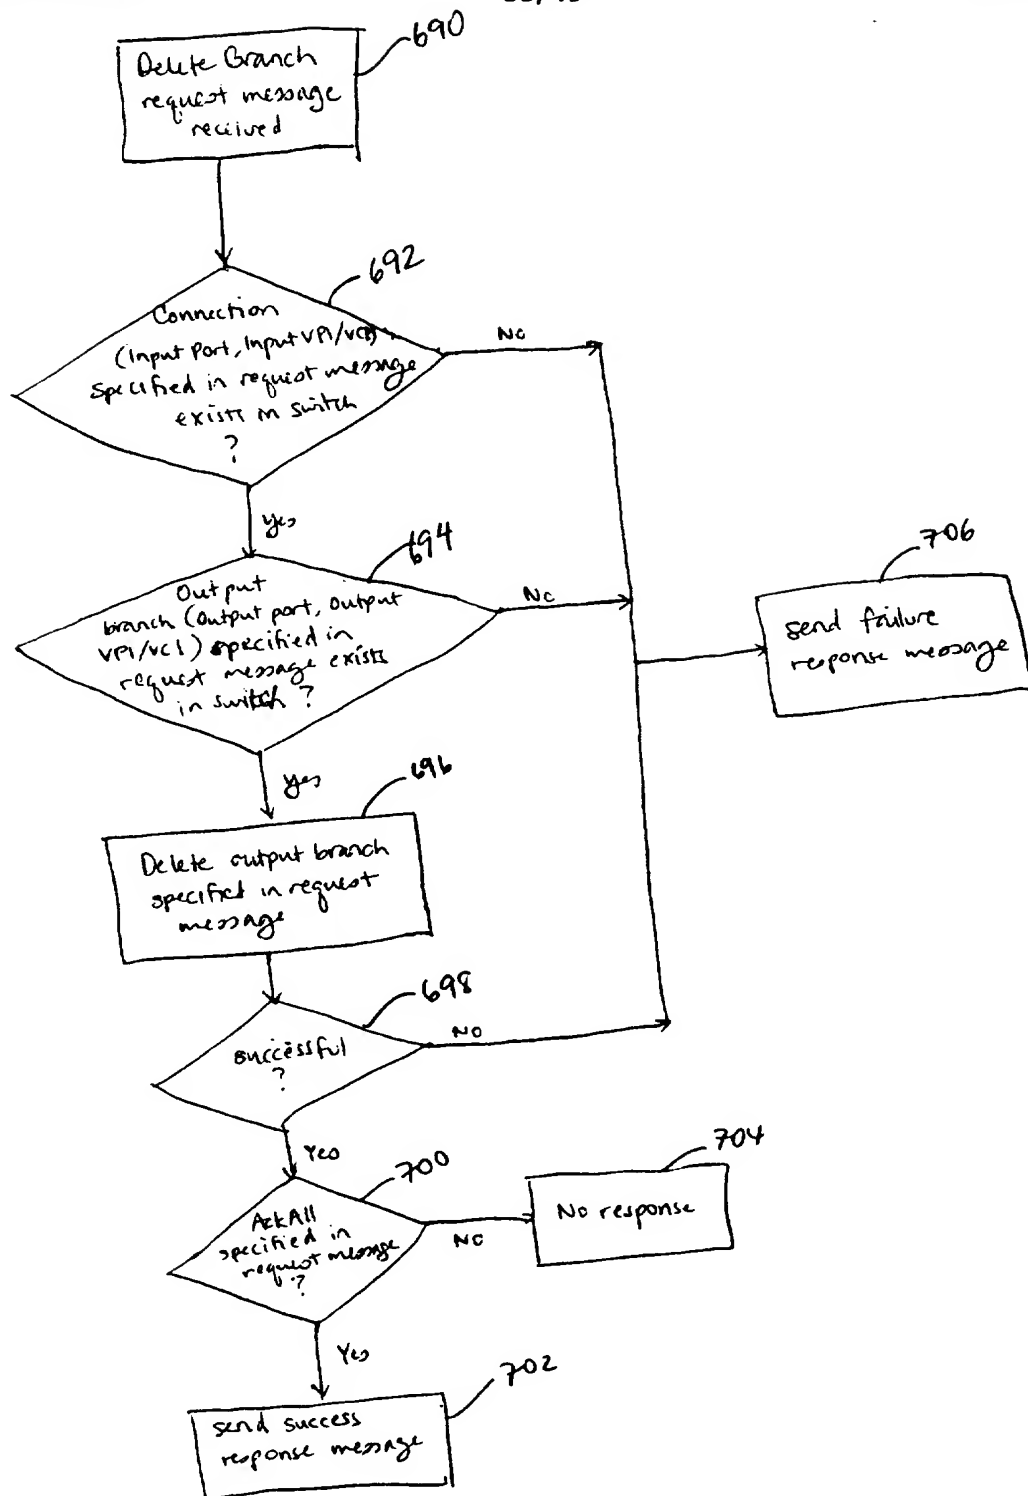 690
Delete Branch
request message
received
692
Connection
(Input Port, Input VPI/VCI)
specified in request message
exists in switch
?
No
Yes
694
Output
branch (Output port, Output
VPI/VCI) specified in
request message exists
in switch ?
No
706
send failure
response message
Yes
696
Delete output branch
specified in request
message
698
successful
?
No
Yes
700
AckAll
specified in
request message
?
No
704
No response
Yes
702
send success
response message